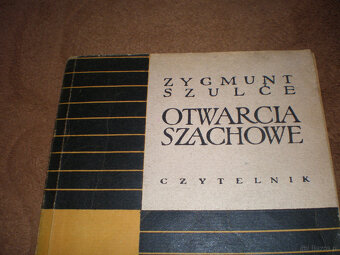 ZYGMUNT
SZULCE
OTWARCIA
SZACHOWE
CZYTELNIK